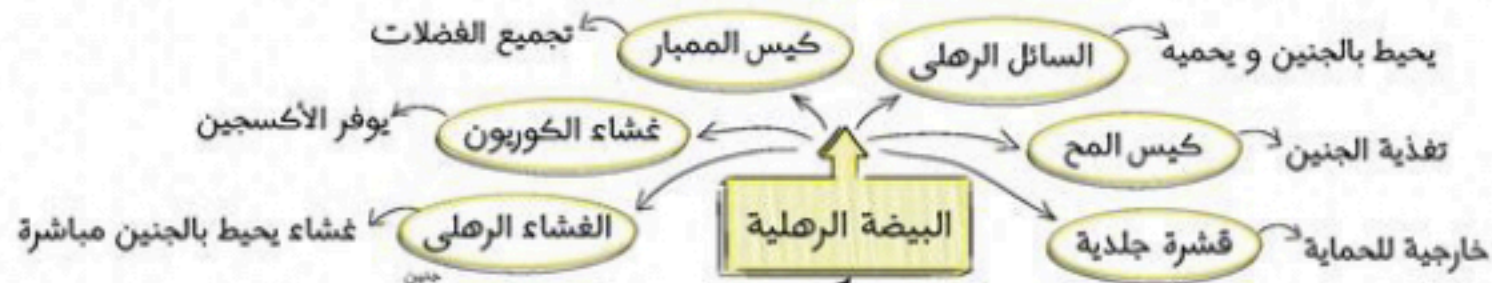 يحيط بالجنين و يحميه
السائل الرهلى
كيس الممبار
تجميع الفضلات
تغذية الجنين
كيس المح
غشاء الكوريون
يوفر الأكسجين
خارجية للحماية
قشرة جلدية
البيضة الرهلية
الغشاء الرهلى
غشاء يحيط بالجنين مباشرة
جنين